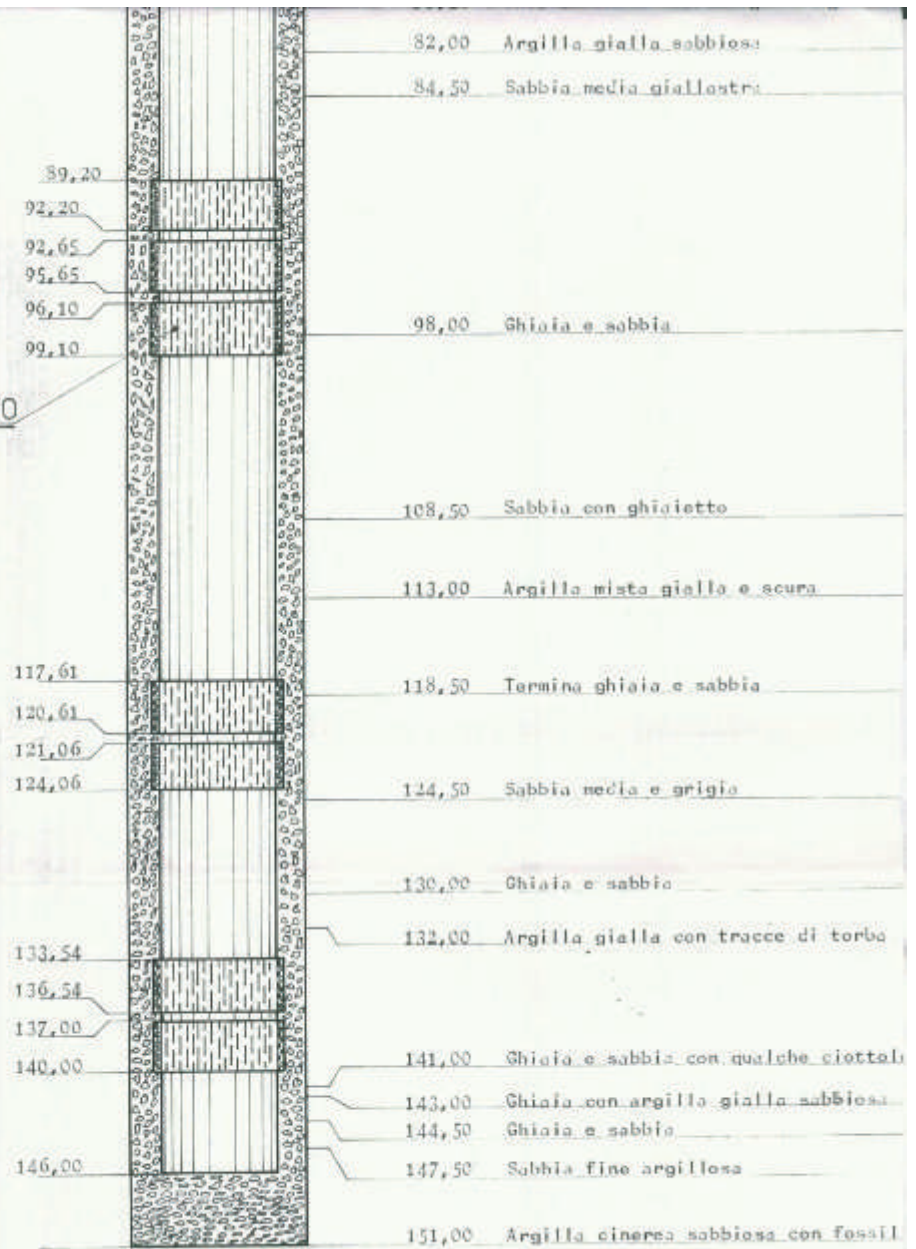 82,00 Argilla gialla sabbiosa
84,50 Sabbia media giallastra
89,20
92,20
92,65
95,65
96,10
98,00 Ghiaia e sabbia
99,10
0
108,50 Sabbia con ghiaietto
113,00 Argilla mista gialla e scura
117,61
118,50 Termina ghiaia e sabbia
120,61
121,06
124,06
124,50 Sabbia media e grigia
130,00 Ghiaia e sabbia
132,00 Argilla gialla con tracce di torba
133,54
136,54
137,00
140,00
141,00 Ghiaia e sabbia con qualche ciottol
143,00 Ghiaia con argilla gialla sabbiosa
144,50 Ghiaia e sabbia
146,00
147,50 Sabbia fine argillosa
151,00 Argilla cinerea sabbiosa con fossil